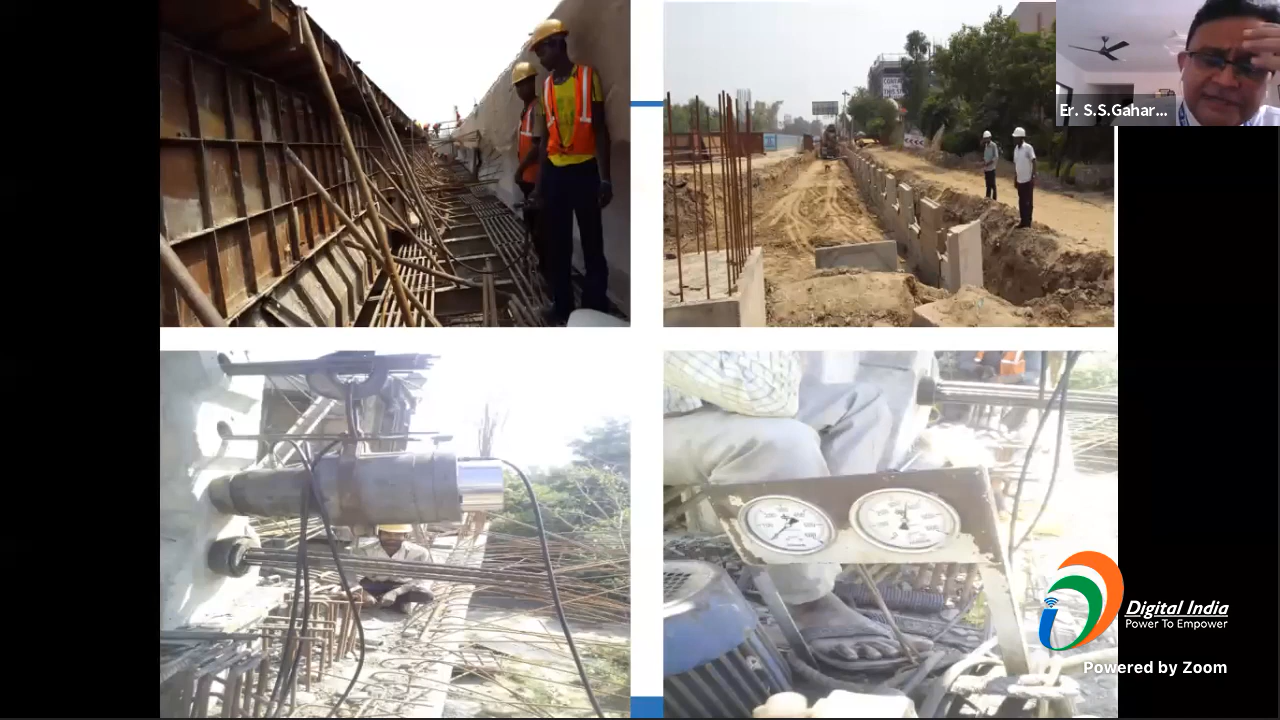 Er. S.S.Gahar...
Digital India
Power To Empower
Powered by Zoom